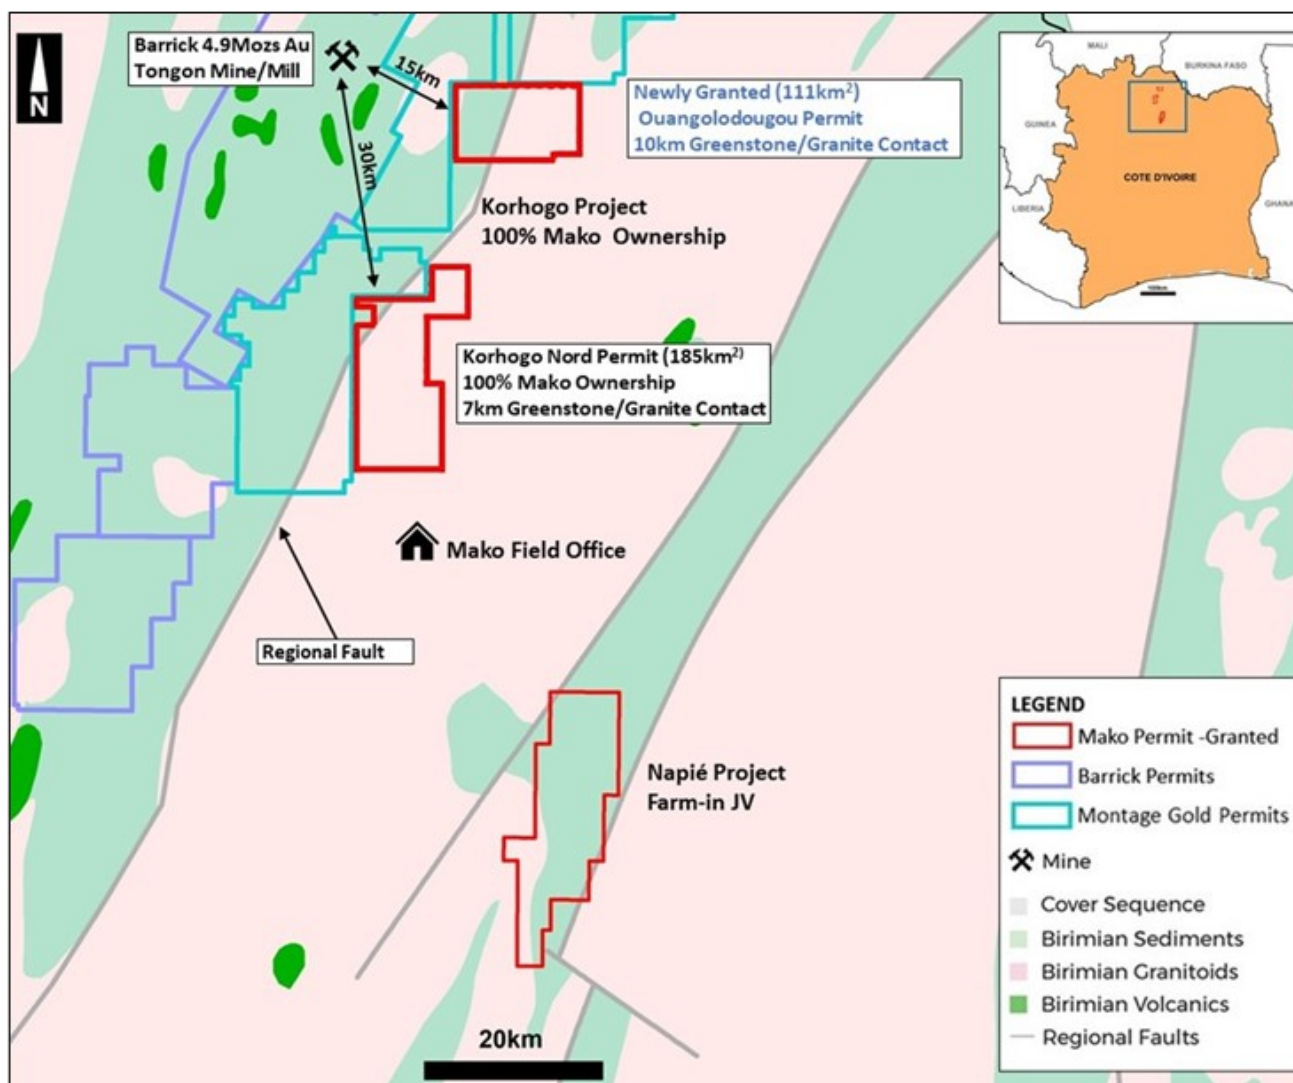 Barrick 4.9Mozs Au
Tongon Mine/Mill
15km
30km
N
Newly Granted (111km²)
Ouangolodougou Permit
10km Greenstone/Granite Contact
MALI
BURKINA FASO
GUINEA
COTE D'IVOIRE
LIBERIA
GHANA
100km
Korhogo Project
100% Mako Ownership
Korhogo Nord Permit (185km²⁾
100% Mako Ownership
7km Greenstone/Granite Contact
Mako Field Office
Regional Fault
Napié Project
Farm-in JV
20km
LEGEND
Mako Permit -Granted
Barrick Permits
Montage Gold Permits
Mine
Cover Sequence
Birimian Sediments
Birimian Granitoids
Birimian Volcanics
Regional Faults